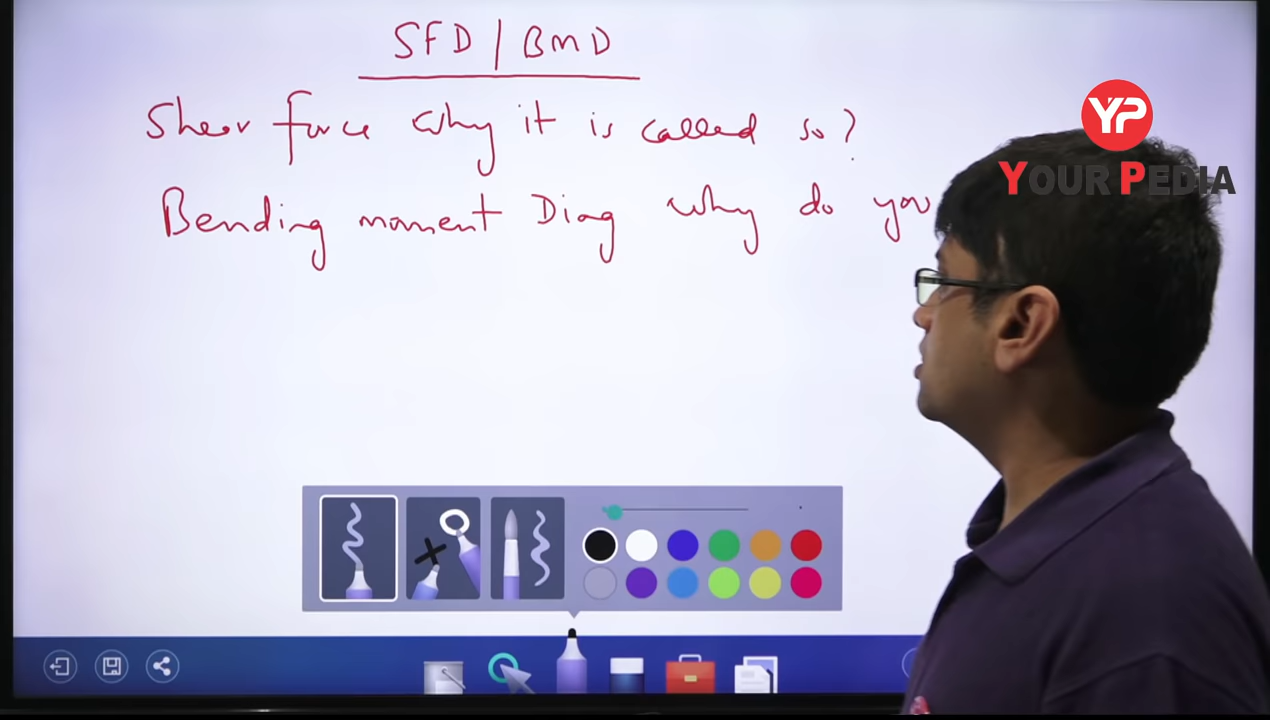 SFD / BMD
Shear force why it is called so?
Bending moment Diag why do you
YP
YOUR PEDIA